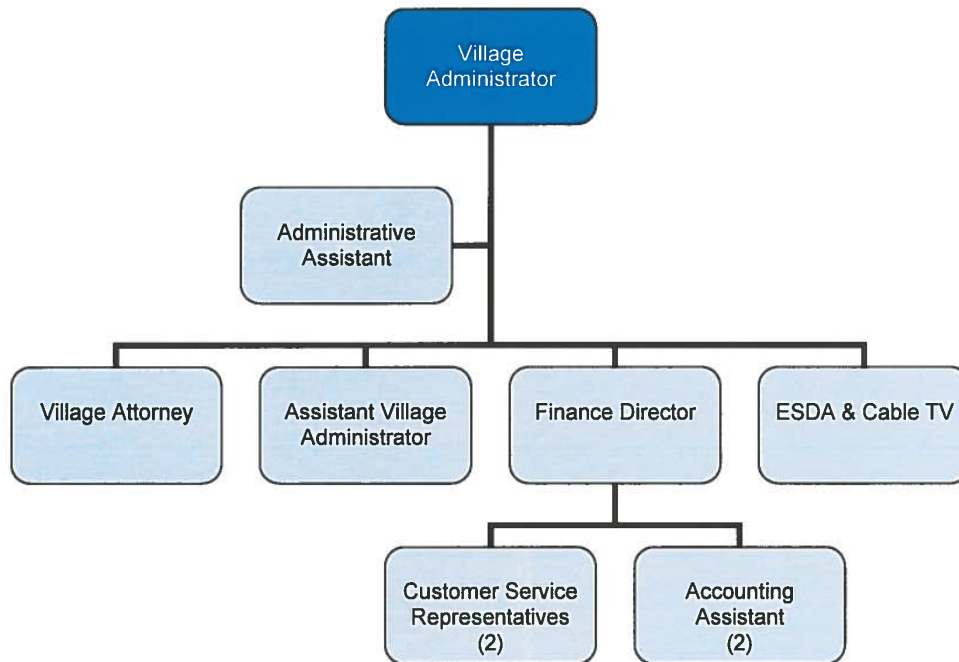 Village
Administrator
Administrative
Assistant
Village Attorney
Assistant Village
Administrator
Finance Director
ESDA & Cable TV
Customer Service
Representatives
(2)
Accounting
Assistant
(2)